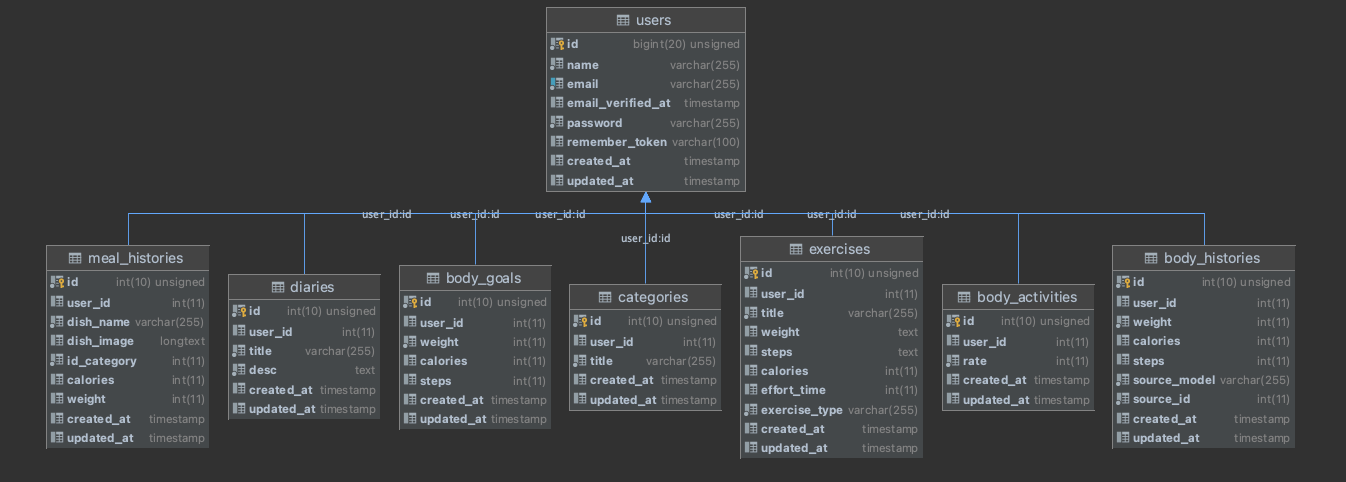 users
id bigint(20) unsigned
name varchar(255)
email varchar(255)
email_verified_at timestamp
password varchar(255)
remember_token varchar(100)
created_at timestamp
updated_at timestamp
user_id:id user_id:id user_id:id user_id:id user_id:id user_id:id
user_id:id
meal_histories
id int(10) unsigned
user_id int(11)
dish_name varchar(255)
dish_image longtext
id_category int(11)
calories int(11)
weight int(11)
created_at timestamp
updated_at timestamp
diaries
id int(10) unsigned
user_id int(11)
title varchar(255)
desc text
created_at timestamp
updated_at timestamp
body_goals
id int(10) unsigned
user_id int(11)
weight int(11)
calories int(11)
steps int(11)
created_at timestamp
updated_at timestamp
categories
id int(10) unsigned
user_id int(11)
title varchar(255)
created_at timestamp
updated_at timestamp
exercises
id int(10) unsigned
user_id int(11)
title varchar(255)
weight text
steps text
calories int(11)
effort_time int(11)
exercise_type varchar(255)
created_at timestamp
updated_at timestamp
body_activities
id int(10) unsigned
user_id int(11)
rate int(11)
created_at timestamp
updated_at timestamp
body_histories
id int(10) unsigned
user_id int(11)
weight int(11)
calories int(11)
steps int(11)
source_model varchar(255)
source_id int(11)
created_at timestamp
updated_at timestamp